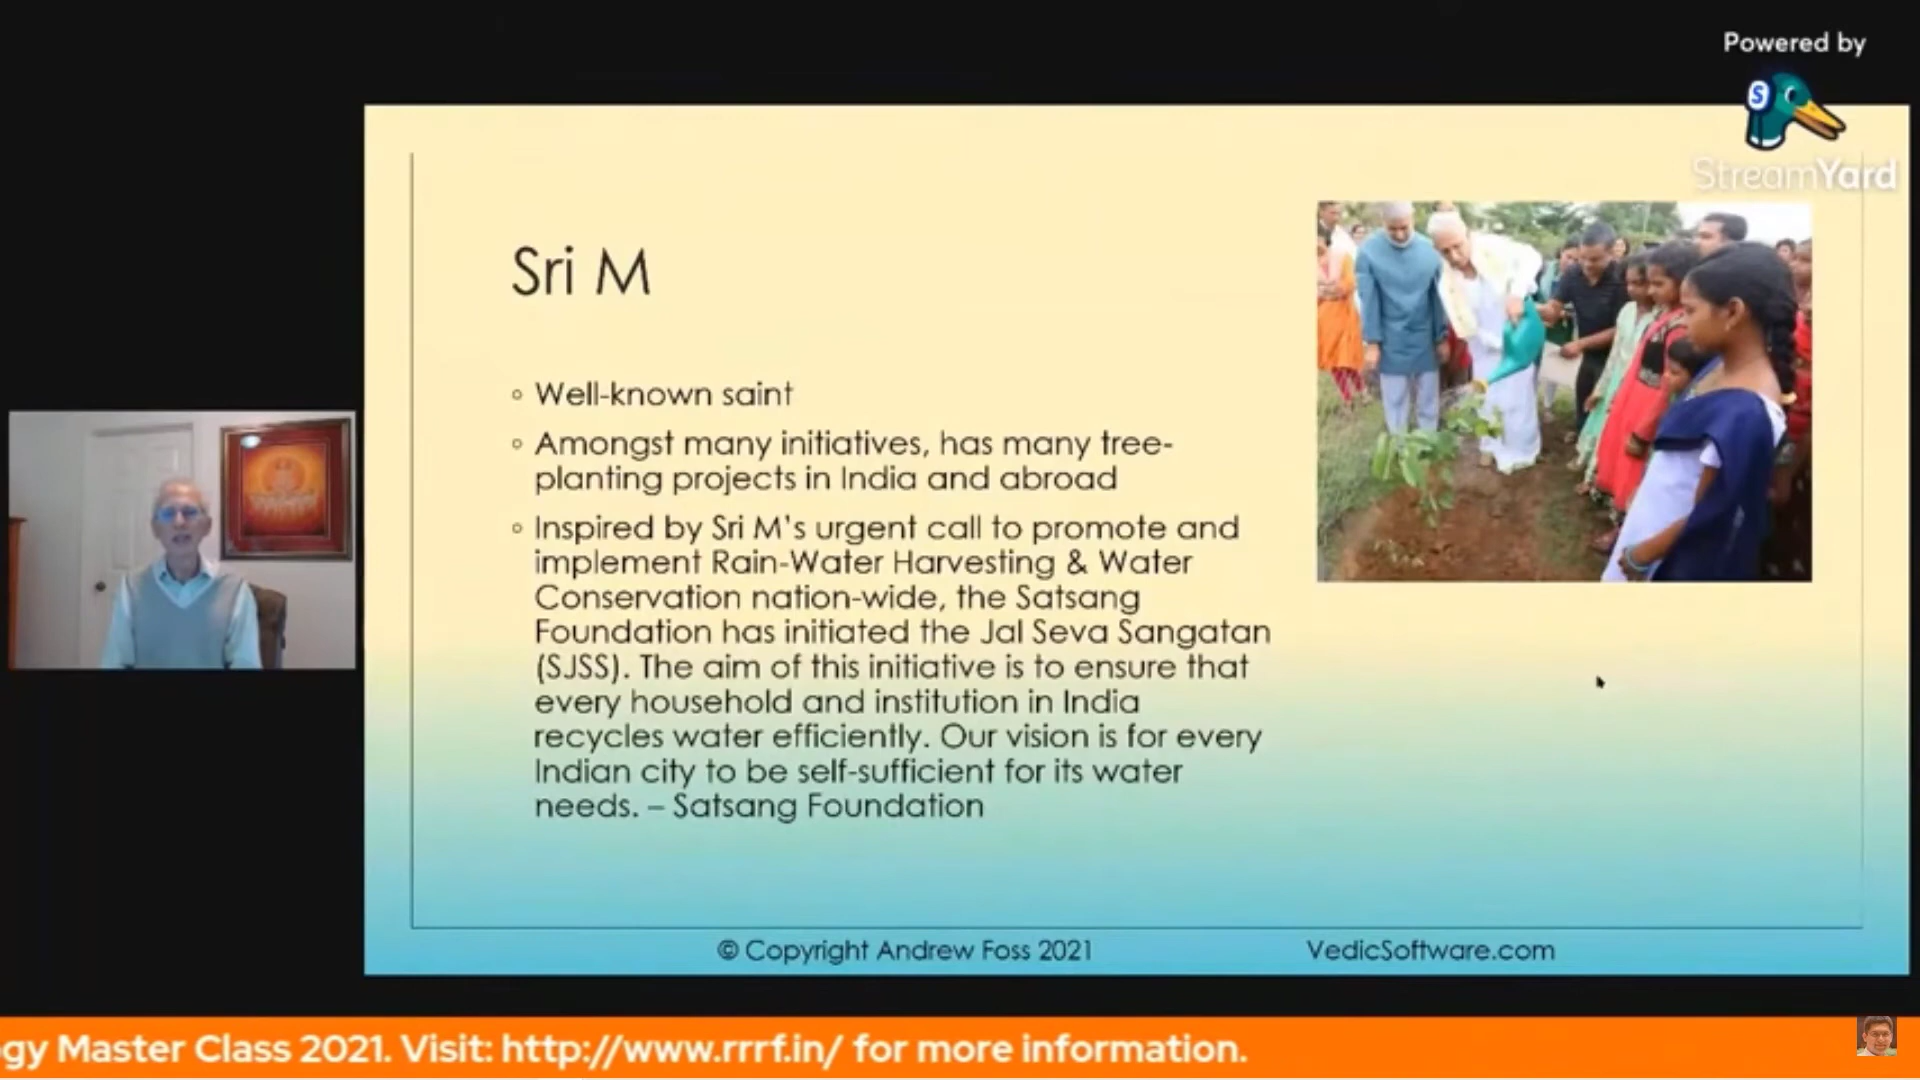 Powered by
S
StreamYard
Sri M
Well-known saint
Amongst many initiatives, has many tree-
planting projects in India and abroad
Inspired by Sri M's urgent call to promote and
implement Rain-Water Harvesting & Water
Conservation nation-wide, the Satsang
Foundation has initiated the Jal Seva Sangatan
(SJSS). The aim of this initiative is to ensure that
every household and institution in India
recycles water efficiently. Our vision is for every
Indian city to be self-sufficient for its water
needs. – Satsang Foundation
© Copyright Andrew Foss 2021 VedicSoftware.com
gy Master Class 2021. Visit: http://www.rrrf.in/ for more information.